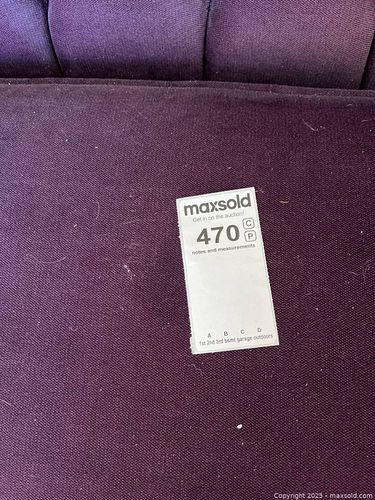 maxsold
Get in on the auction!
470 C
P
notes and measurements
A B C D
1st 2nd 3rd bsmt garage outdoors
Copyright 2025 - maxsold.com